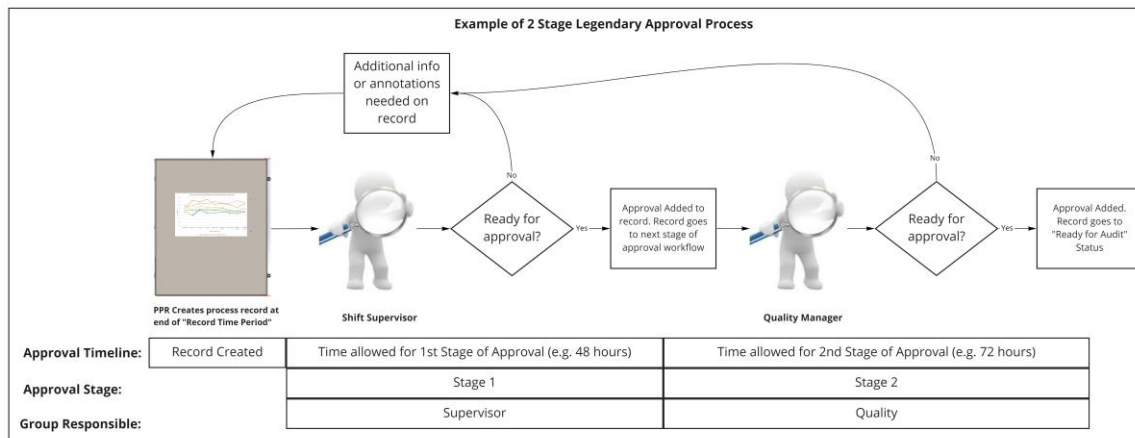 Example of 2 Stage Legendary Approval Process
Additional info
or annotations
needed on
record
No
No
Ready for
approval?
Yes
Approval Added to
record. Record goes
to next stage of
approval workflow
Ready for
approval?
Yes
Approval Added.
Record goes to
"Ready for Audit"
Status
PPR Creates process record at
end of "Record Time Period"
Shift Supervisor
Quality Manager
Approval Timeline:
Record Created
Time allowed for 1st Stage of Approval (e.g. 48 hours)
Time allowed for 2nd Stage of Approval (e.g. 72 hours)
Approval Stage:
Stage 1
Stage 2
Group Responsible:
Supervisor
Quality